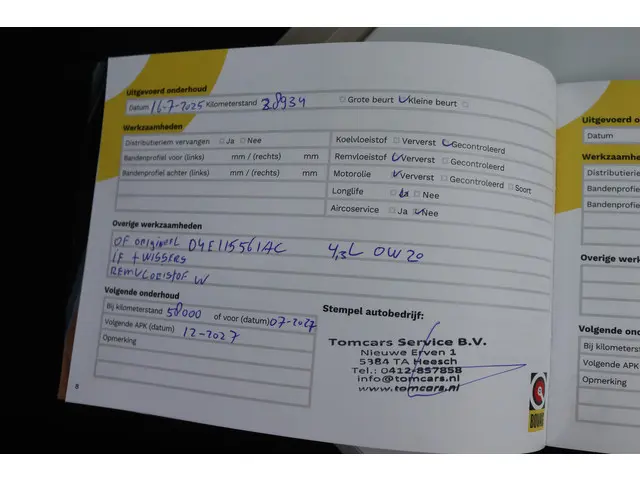 Uitgevoerd onderhoud
Datum 16-7-2025 Kilometerstand 28934 Grote beurt Kleine beurt
Werkzaamheden
Distributieriem vervangen Ja Nee
Bandenprofiel voor (links) mm / (rechts) mm
Bandenprofiel achter (links) mm / (rechts) mm
Koelvloeistof Ververst Gecontroleerd
Remvloeistof Ververst Gecontroleerd
Motorolie Ververst Gecontroleerd Soort
Longlife Ja Nee
Aircoservice Ja Nee
Overige werkzaamheden
OF origineel 04E115561AC 4,3L 0W20
IF + WISSERS
REMVLOEISTOF W
Volgende onderhoud
Bij kilometerstand 58000 of voor (datum) 07-2027
Volgende APK (datum) 12-2027
Opmerking
Stempel autobedrijf:
Tomcars Service B.V.
Nieuwe Erven 1
5384 TA Heesch
Tel.: 0412-857858
info@tomcars.nl
www.tomcars.nl
BOVAG
8
Uitgevoerd o
Datum
Werkzaamhe
Distributieriem
Bandenprofiel
Bandenprofiel
Overige werk
Volgende ond
Bij kilometers
Volgende APK
Opmerking